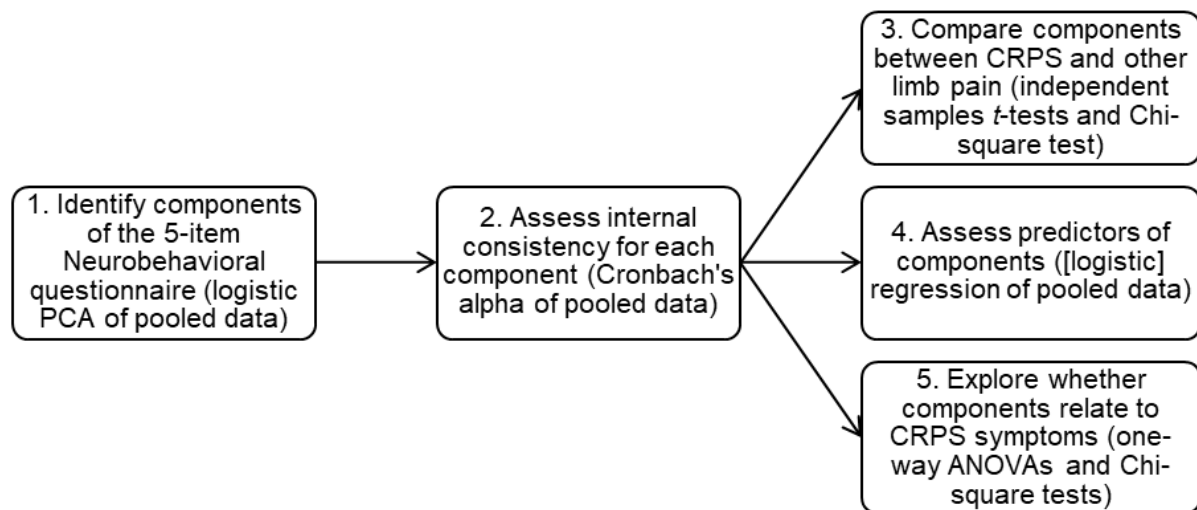 1. Identify components
of the 5-item
Neurobehavioral
questionnaire (logistic
PCA of pooled data)
2. Assess internal
consistency for each
component (Cronbach's
alpha of pooled data)
3. Compare components
between CRPS and other
limb pain (independent
samples t-tests and Chi-
square test)
4. Assess predictors of
components ([logistic]
regression of pooled data)
5. Explore whether
components relate to
CRPS symptoms (one-
way ANOVAs and Chi-
square tests)